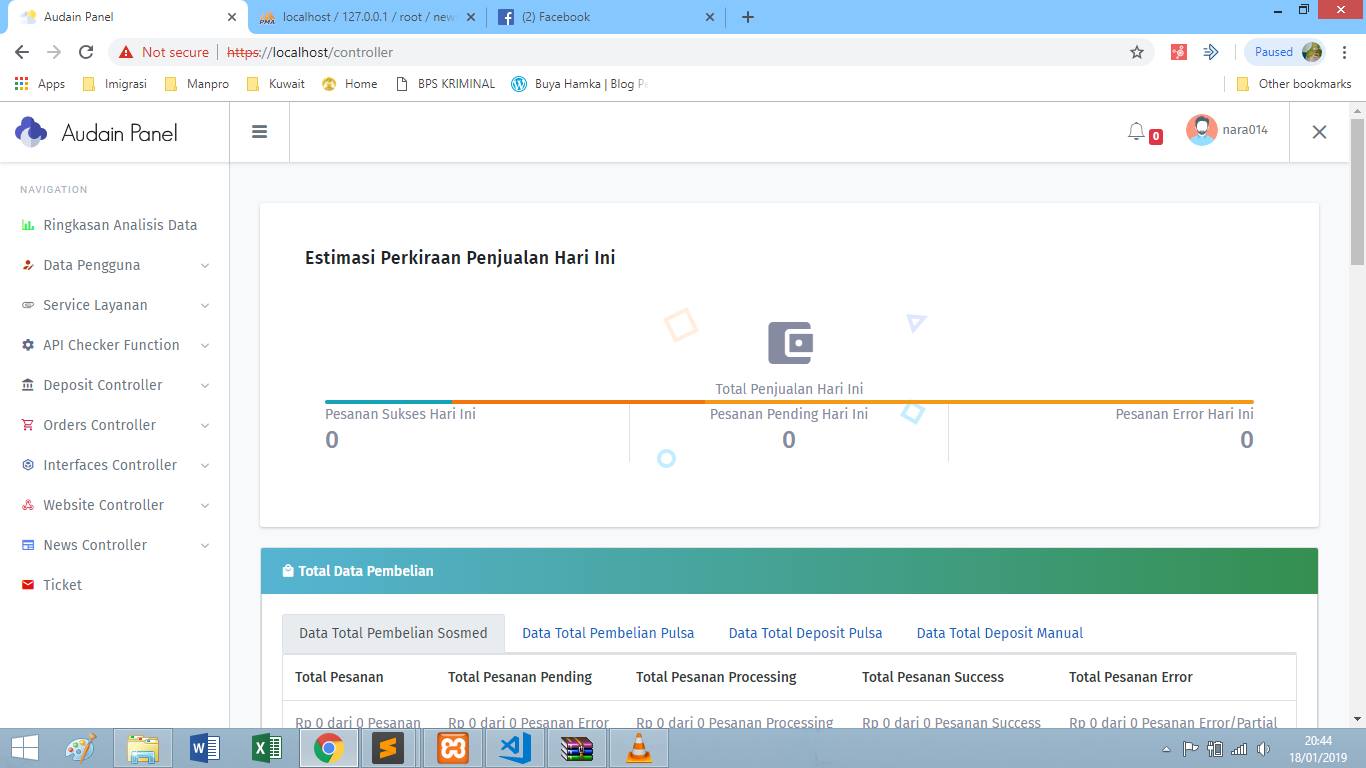 Audain Panel
localhost / 127.0.0.1 / root / new
(2) Facebook
Not secure
https://localhost/controller
Paused
Apps
Imigrasi
Manpro
Kuwait
Home
BPS KRIMINAL
Buya Hamka | Blog Pe
Other bookmarks
Audain Panel
0
nara014
NAVIGATION
Ringkasan Analisis Data
Data Pengguna
Service Layanan
API Checker Function
Deposit Controller
Orders Controller
Interfaces Controller
Website Controller
News Controller
Ticket
Estimasi Perkiraan Penjualan Hari Ini
Total Penjualan Hari Ini
Pesanan Sukses Hari Ini
0
Pesanan Pending Hari Ini
0
Pesanan Error Hari Ini
0
Total Data Pembelian
Data Total Pembelian Sosmed
Data Total Pembelian Pulsa
Data Total Deposit Pulsa
Data Total Deposit Manual
Total Pesanan
Total Pesanan Pending
Total Pesanan Processing
Total Pesanan Success
Total Pesanan Error
Rp 0 dari 0 Pesanan
Rp 0 dari 0 Pesanan Error
Rp 0 dari 0 Pesanan Processing
Rp 0 dari 0 Pesanan Success
Rp 0 dari 0 Pesanan Error/Partial
20:44
18/01/2019